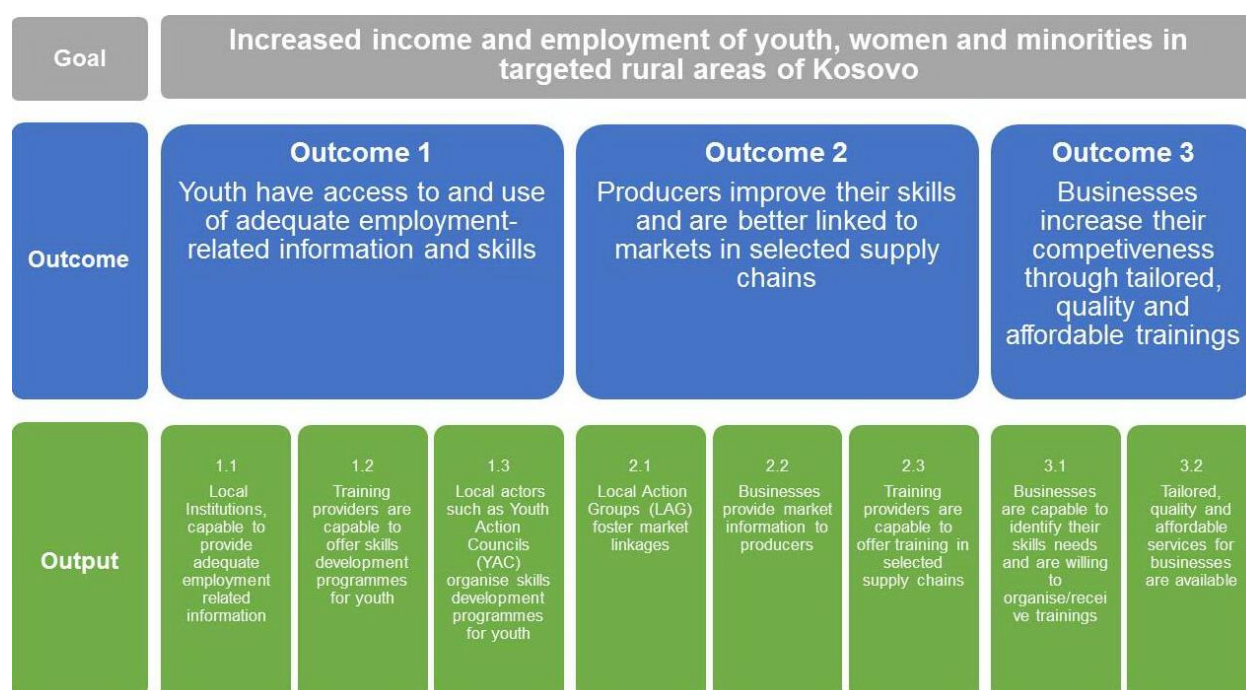 Goal
Increased income and employment of youth, women and minorities in
targeted rural areas of Kosovo
Outcome
Outcome 1
Youth have access to and use
of adequate employment-
related information and skills
Outcome 2
Producers improve their skills
and are better linked to
markets in selected supply
chains
Outcome 3
Businesses
increase their
competiveness
through tailored,
quality and
affordable trainings
Output
1.1
Local
Institutions,
capable to
provide
adequate
employment
related
information
1.2
Training
providers are
capable to
offer skills
development
programmes
for youth
1.3
Local actors
such as Youth
Action
Councils
(YAC)
organise skills
development
programmes
for youth
2.1
Local Action
Groups (LAG)
foster market
linkages
2.2
Businesses
provide market
information to
producers
2.3
Training
providers are
capable to
offer training in
selected
supply chains
3.1
Businesses
are capable to
identify their
skills needs
and are willing
to
organise/recei
ve trainings
3.2
Tailored,
quality and
affordable
services for
businesses
are available